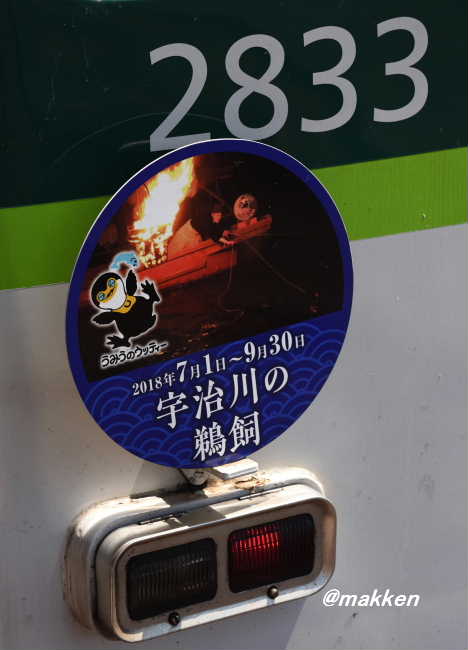 2833
うみうのウッティー
2018年7月1日～9月30日
宇治川の
鵜飼
@makken